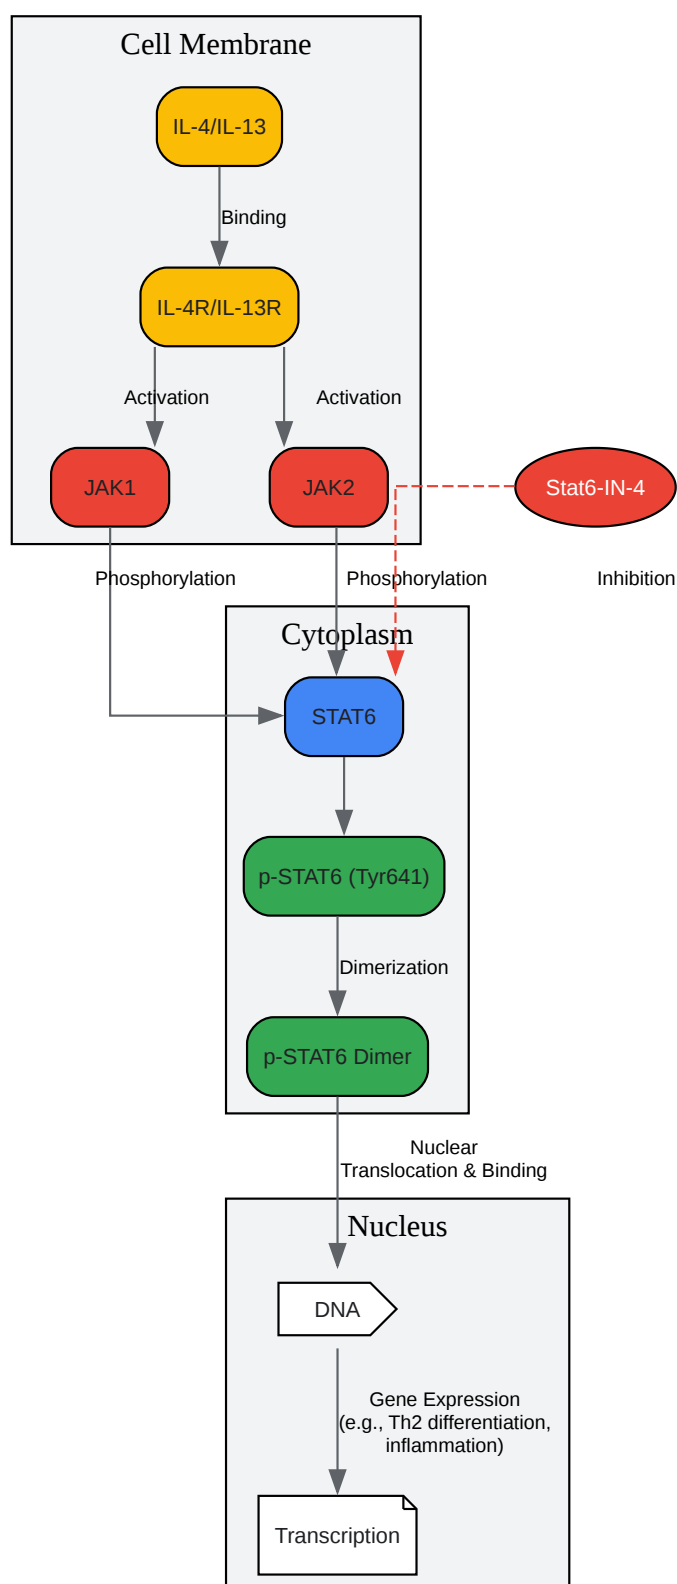 Cell Membrane
IL-4/IL-13
Binding
IL-4R/IL-13R
Activation
Activation
JAK1
JAK2
Stat6-IN-4
Phosphorylation
Phosphorylation
Inhibition
Cytoplasm
STAT6
p-STAT6 (Tyr641)
Dimerization
p-STAT6 Dimer
Nuclear
Translocation & Binding
Nucleus
DNA
Gene Expression
(e.g., Th2 differentiation,
inflammation)
Transcription